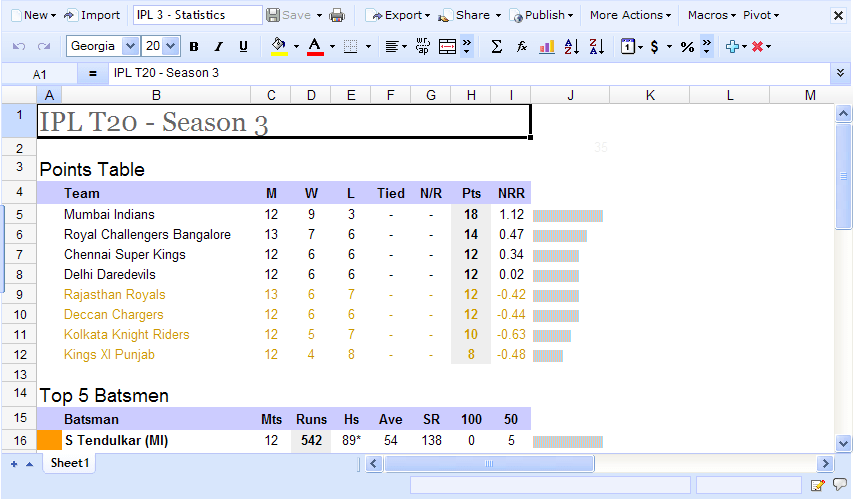 New Import IPL 3 - Statistics Save Export Share Publish More Actions Macros Pivot
Georgia 20 B I U A wrap Σ fx A Z Z A 1 $ %
A1 = IPL T20 - Season 3
A B C D E F G H I J K L M
1 IPL T20 - Season 3
2 35
3 Points Table
4 Team M W L Tied N/R Pts NRR
5 Mumbai Indians 12 9 3 - - 18 1.12
6 Royal Challengers Bangalore 13 7 6 - - 14 0.47
7 Chennai Super Kings 12 6 6 - - 12 0.34
8 Delhi Daredevils 12 6 6 - - 12 0.02
9 Rajasthan Royals 13 6 7 - - 12 -0.42
10 Deccan Chargers 12 6 6 - - 12 -0.44
11 Kolkata Knight Riders 12 5 7 - - 10 -0.63
12 Kings XI Punjab 12 4 8 - - 8 -0.48
13
14 Top 5 Batsmen
15 Batsman Mts Runs Hs Ave SR 100 50
16 S Tendulkar (MI) 12 542 89* 54 138 0 5
Sheet1